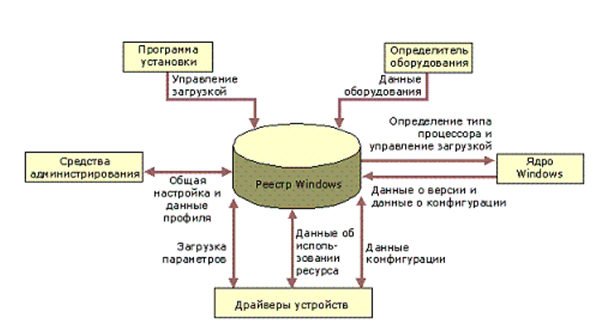 Программа
установки
Определитель
оборудования
Управление
загрузкой
Данные
оборудования
Определение типа
процессора и
управление загрузкой
Средства
администрирования
Реестр Windows
Ядро
Windows
Общая
настройка и
данные
профиля
Данные о версии и
данные о конфигурации
Загрузка
параметров
Данные об
исполь-
зовании
ресурса
Данные
конфигурации
Драйверы устройств